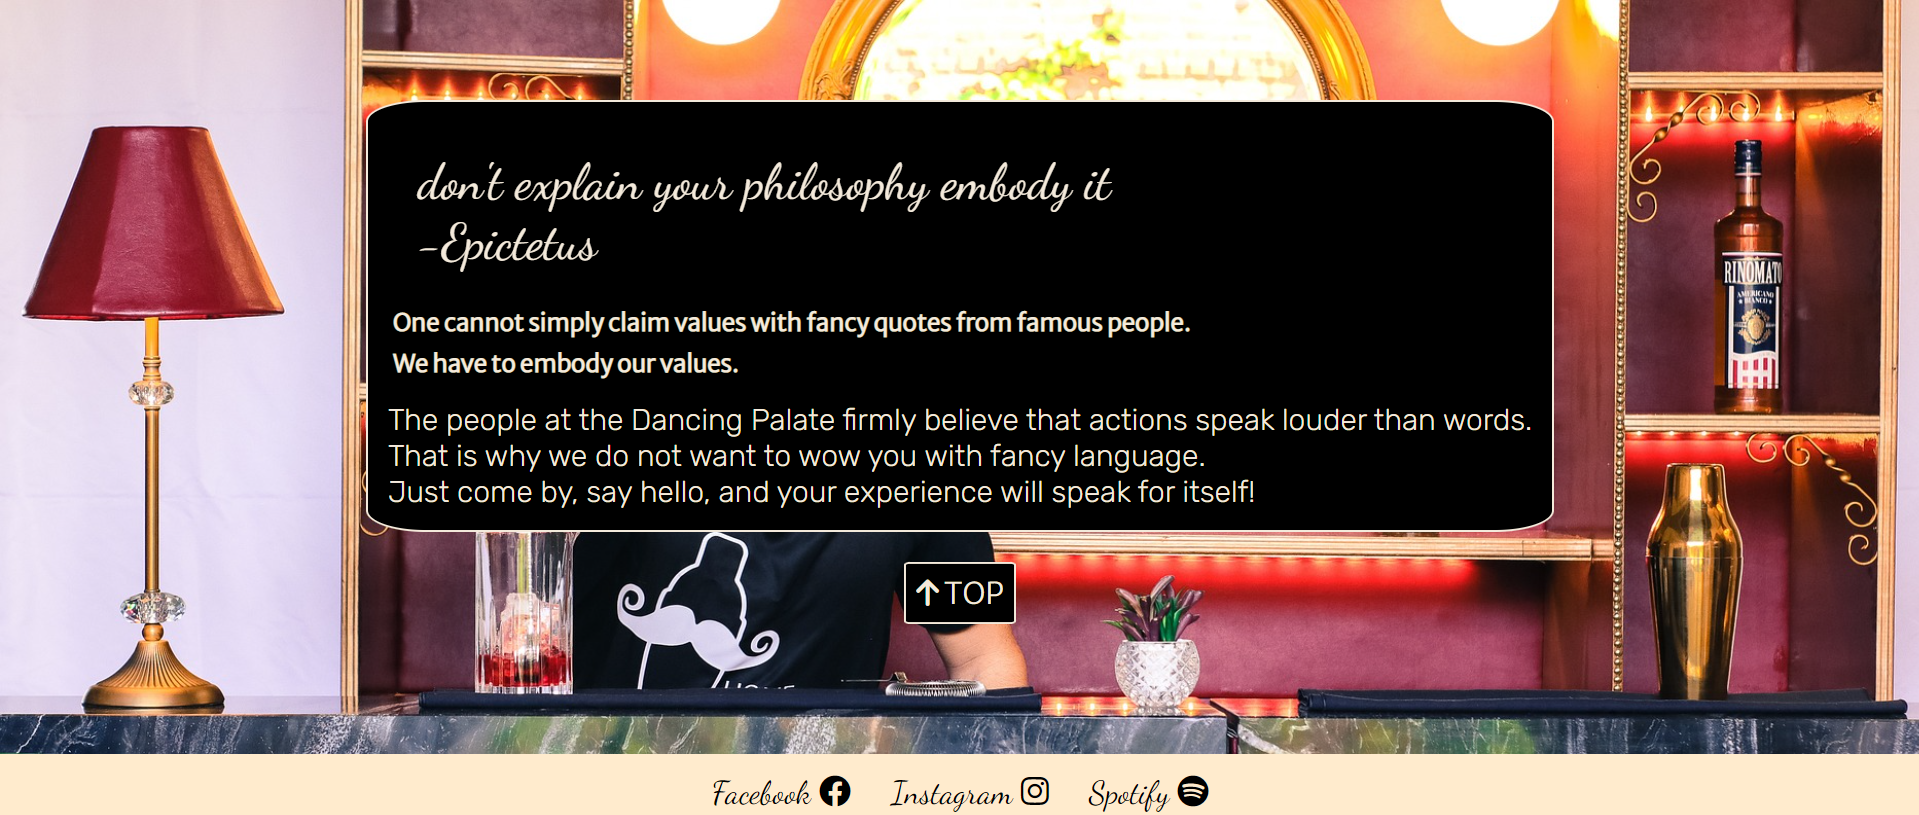 don't explain your philosophy embody it
-Epictetus
One cannot simply claim values with fancy quotes from famous people.
We have to embody our values.
The people at the Dancing Palate firmly believe that actions speak louder than words.
That is why we do not want to wow you with fancy language.
Just come by, say hello, and your experience will speak for itself!
RINOMATO
AMERICANO
BIANCO
TOP
Facebook
Instagram
Spotify